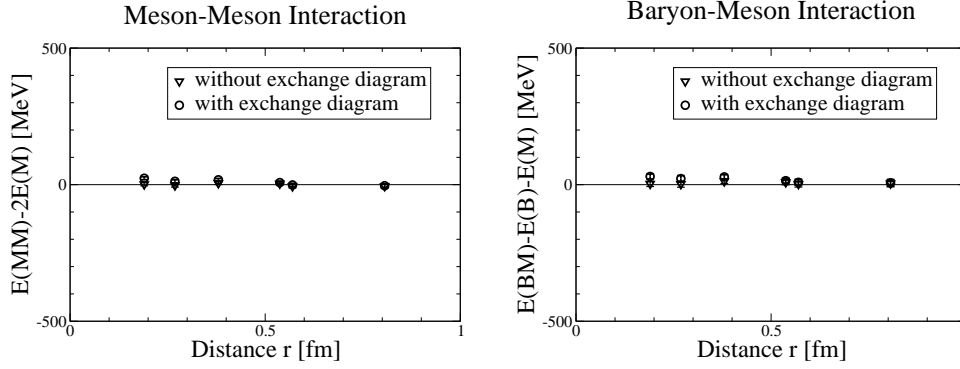 Meson-Meson Interaction
500
0
-500
E(MM)-2E(M) [MeV]
without exchange diagram
with exchange diagram
0
0.5
1
Distance r [fm]
Baryon-Meson Interaction
500
0
-500
E(BM)-E(B)-E(M) [MeV]
without exchange diagram
with exchange diagram
0
0.5
Distance r [fm]